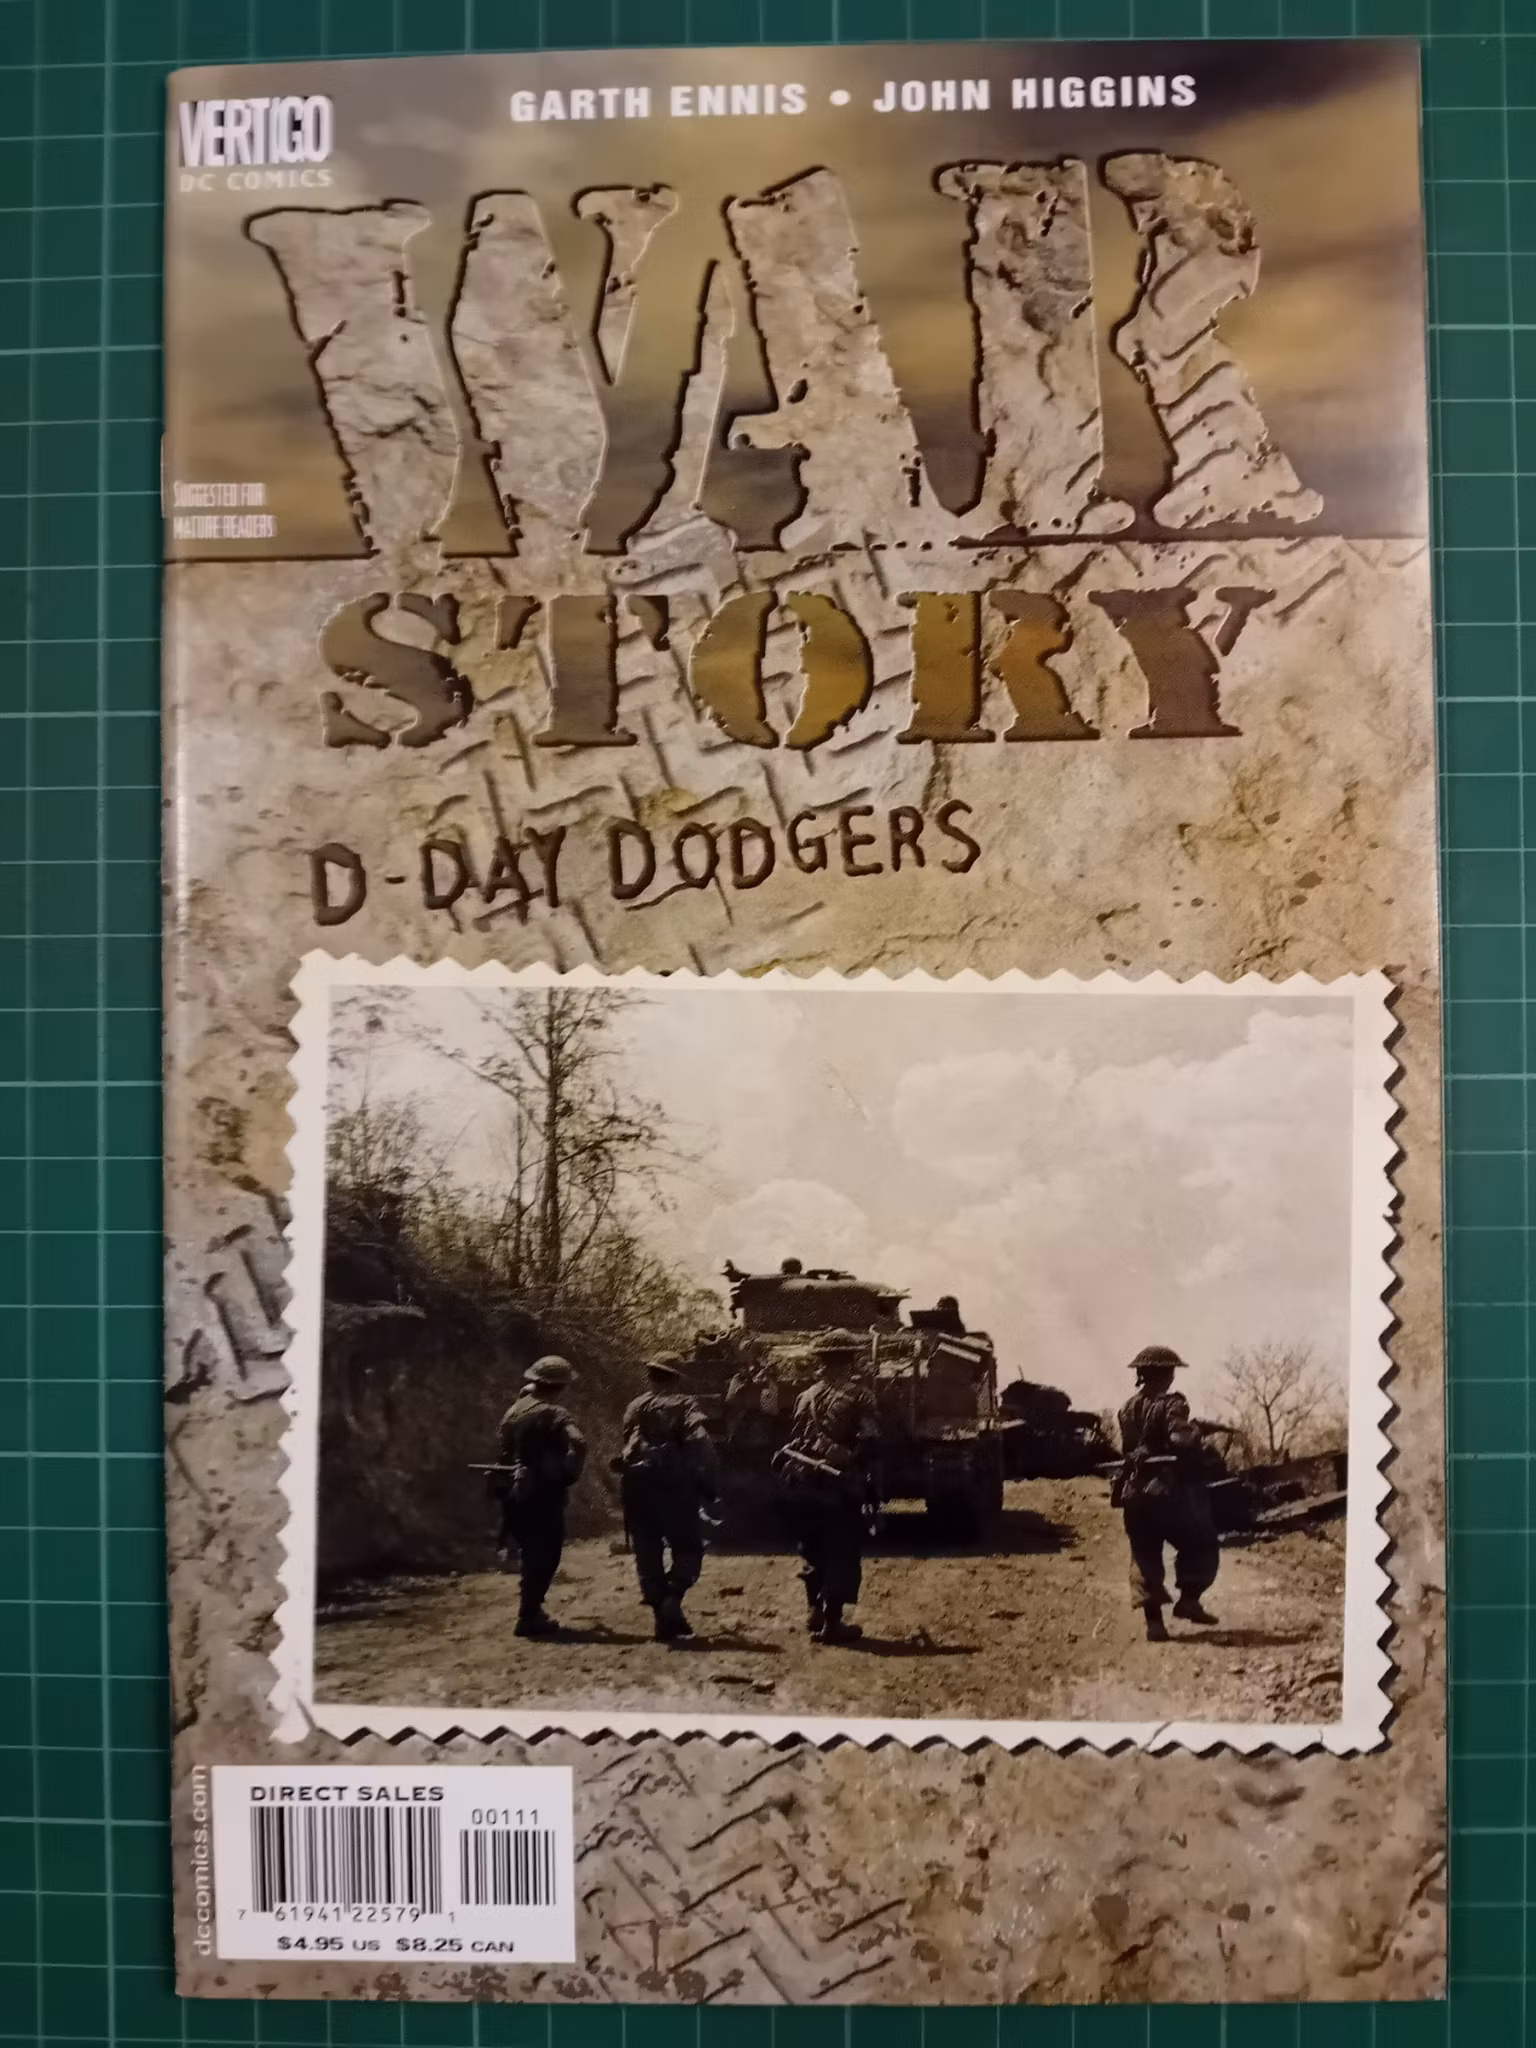 GARTH ENNIS • JOHN HIGGINS
VERTIGO
DC COMICS
WAR
SUGGESTED FOR
MATURE READERS
STORY
D-DAY DODGERS
dccomics.com
DIRECT SALES
00111
7 61941 22579 1
$4.95 US $8.25 CAN